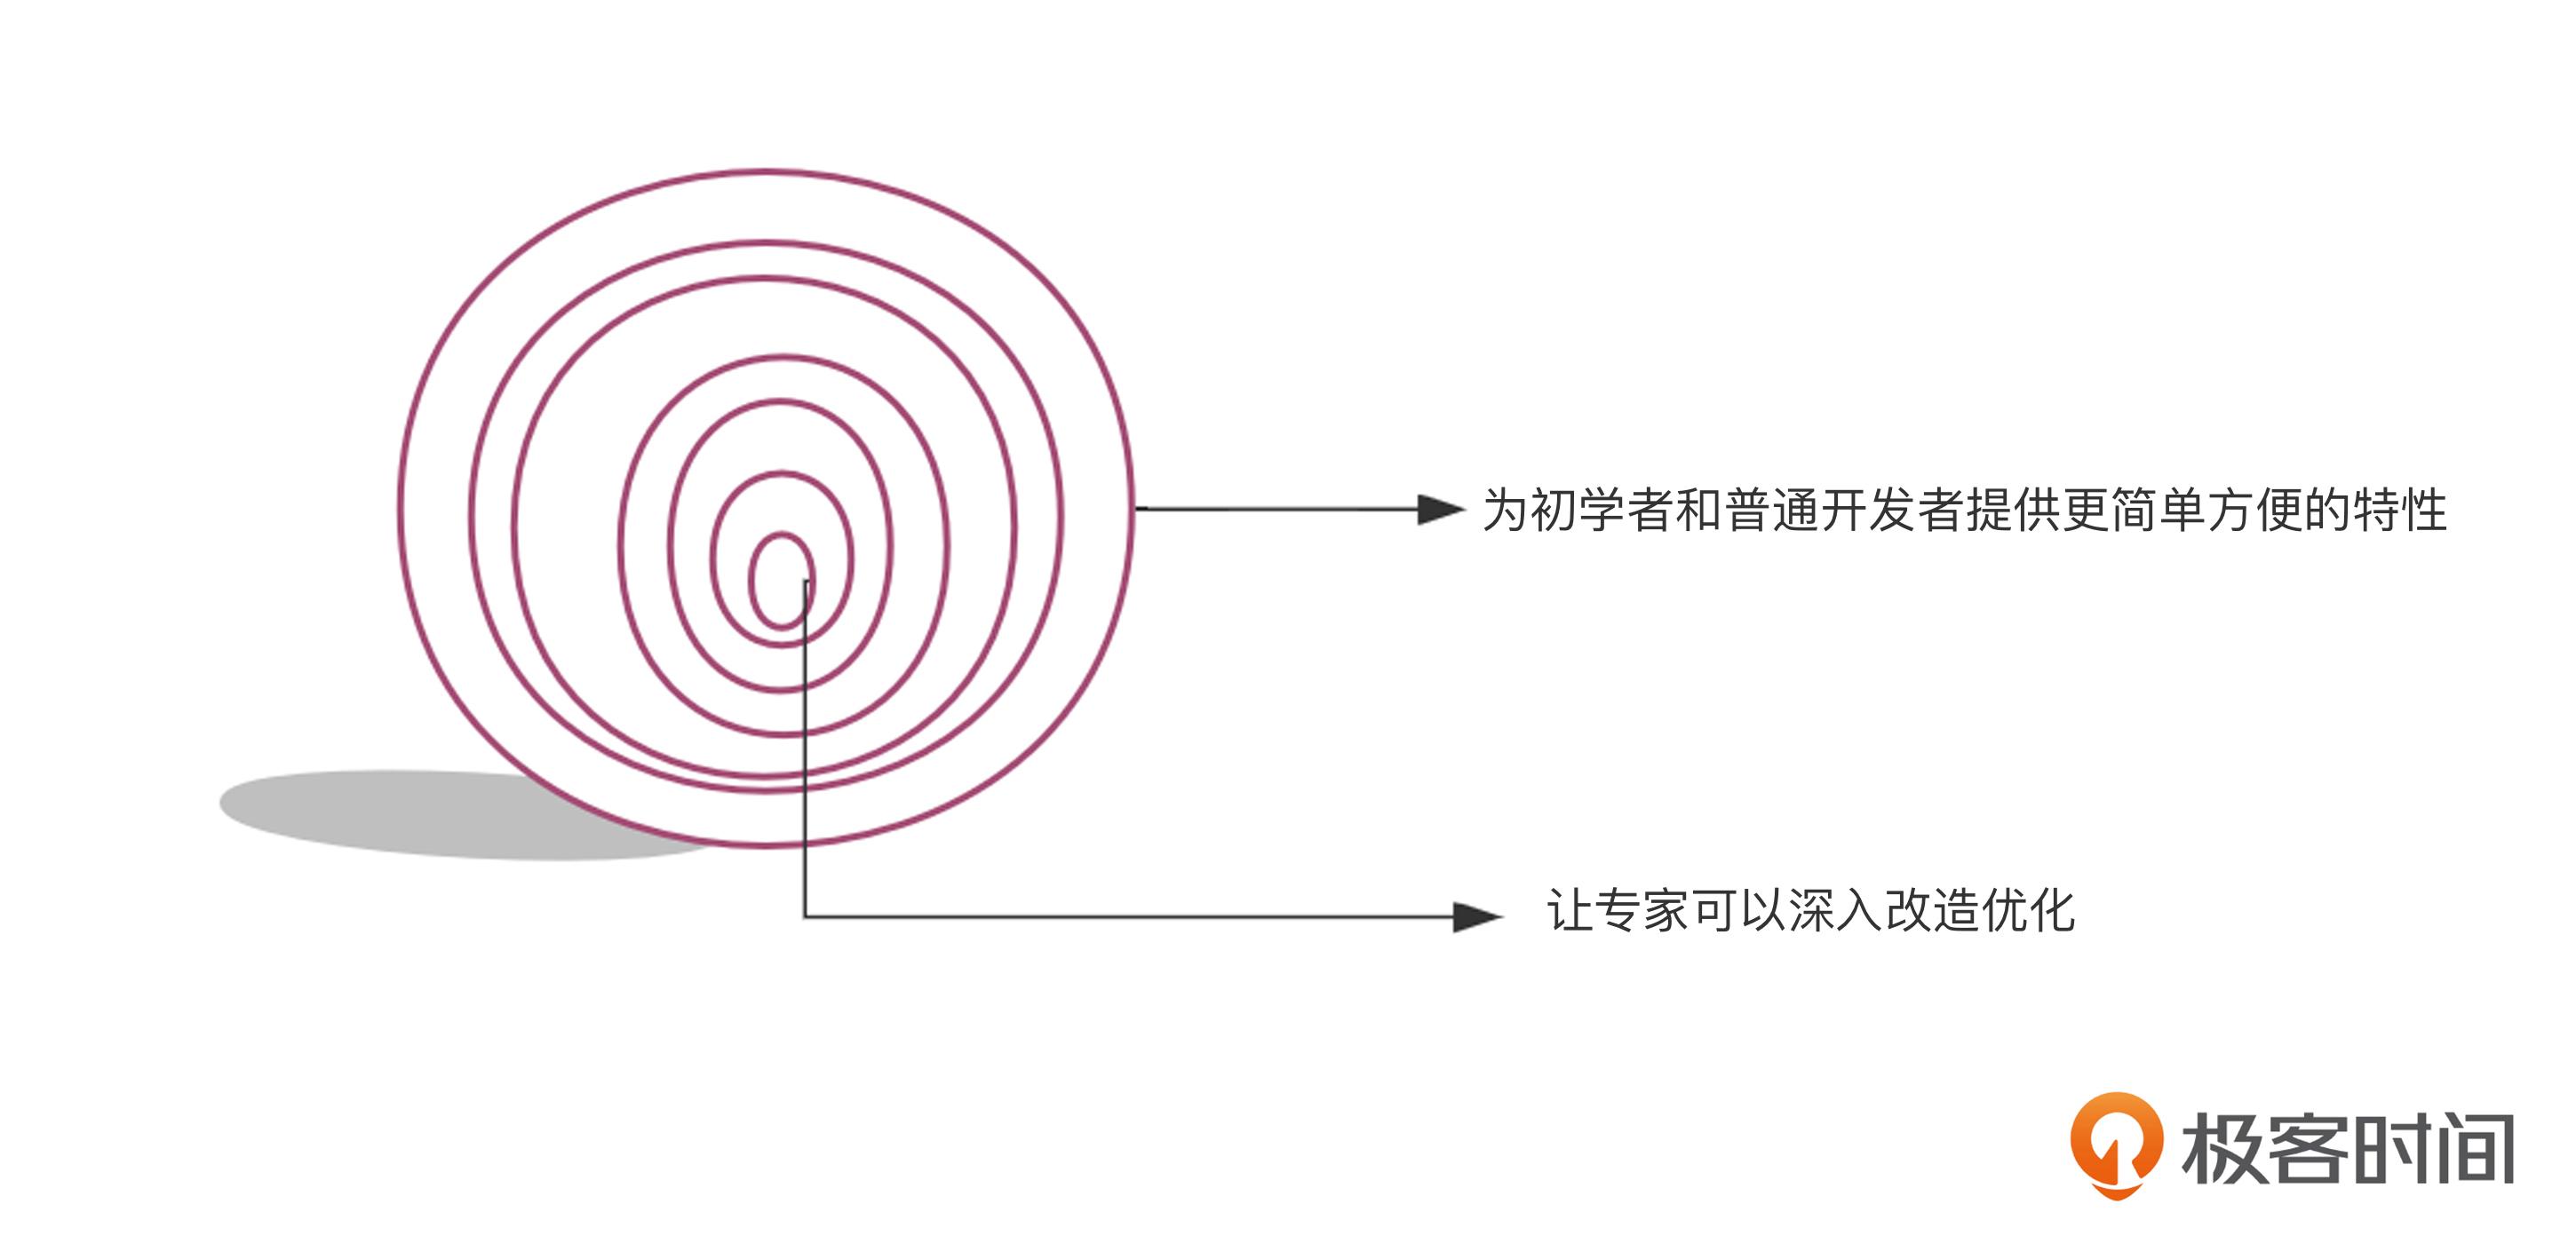 为初学者和普通开发者提供更简单方便的特性
让专家可以深入改造优化
极客时间